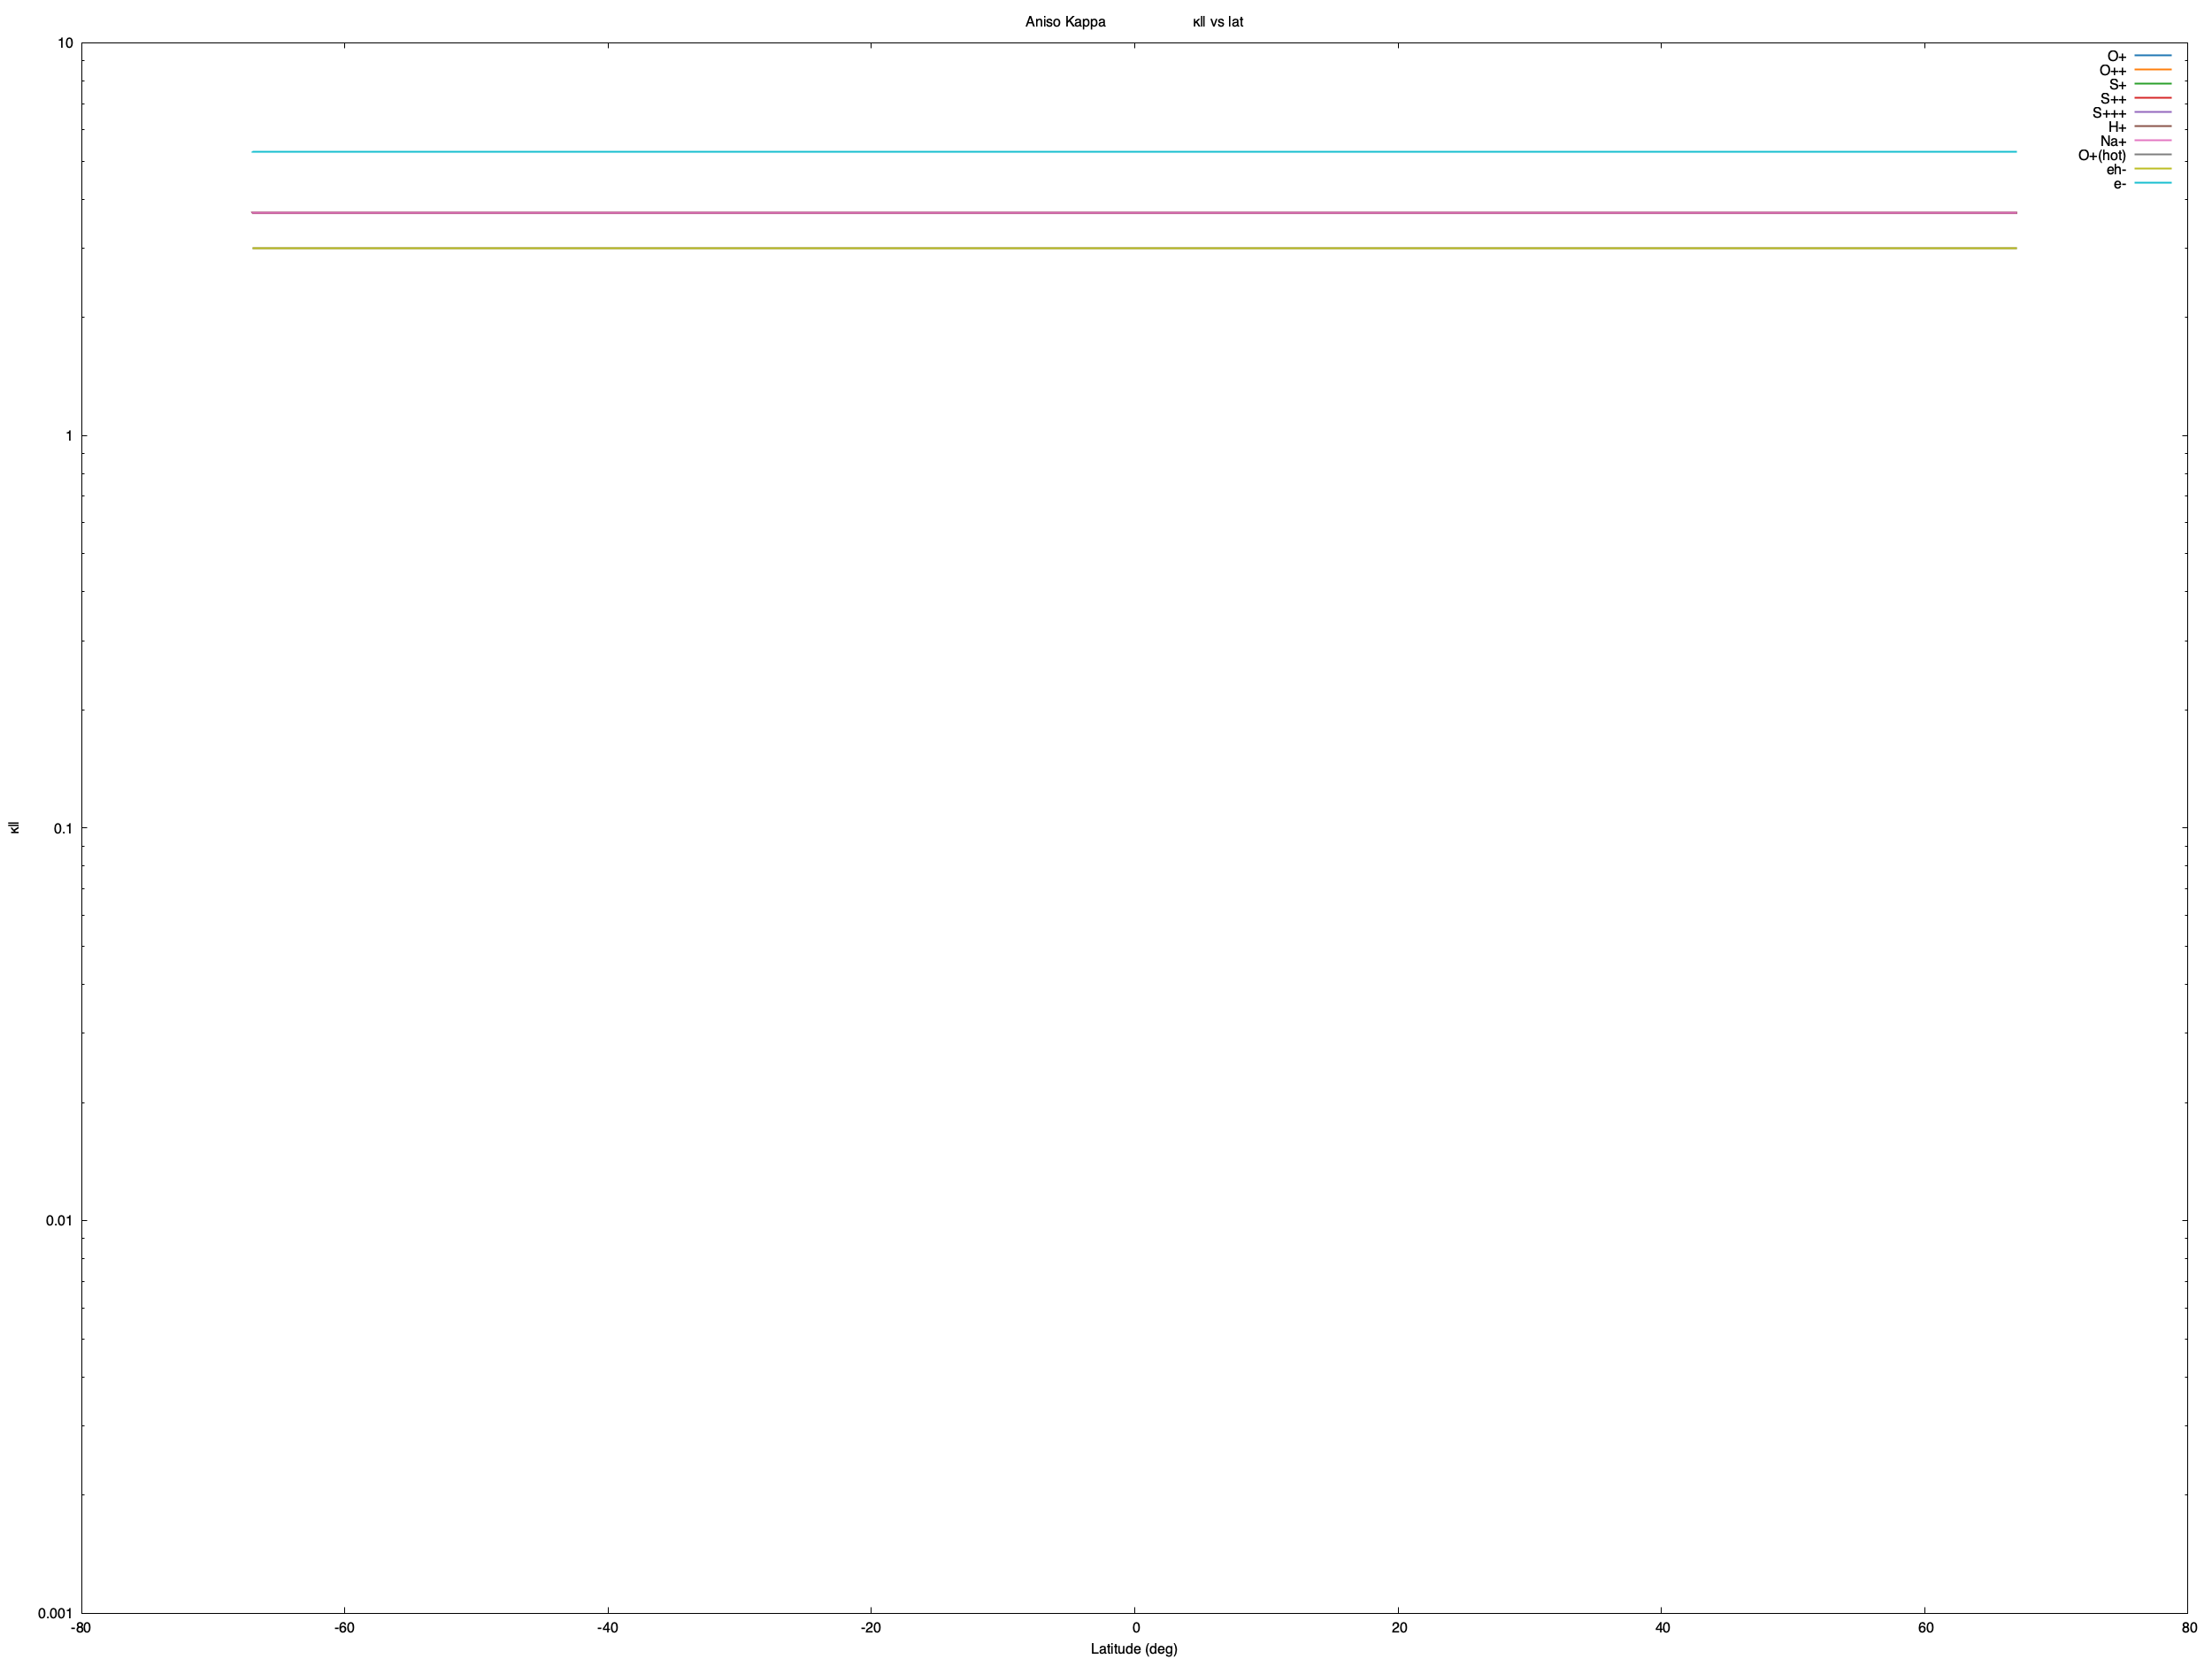 Aniso Kappa κll vs lat
10
1
0.1
0.01
0.001
κll
-80 -60 -40 -20 0 20 40 60 80
Latitude (deg)
O+
O++
S+
S++
S+++
H+
Na+
O+(hot)
eh-
e-